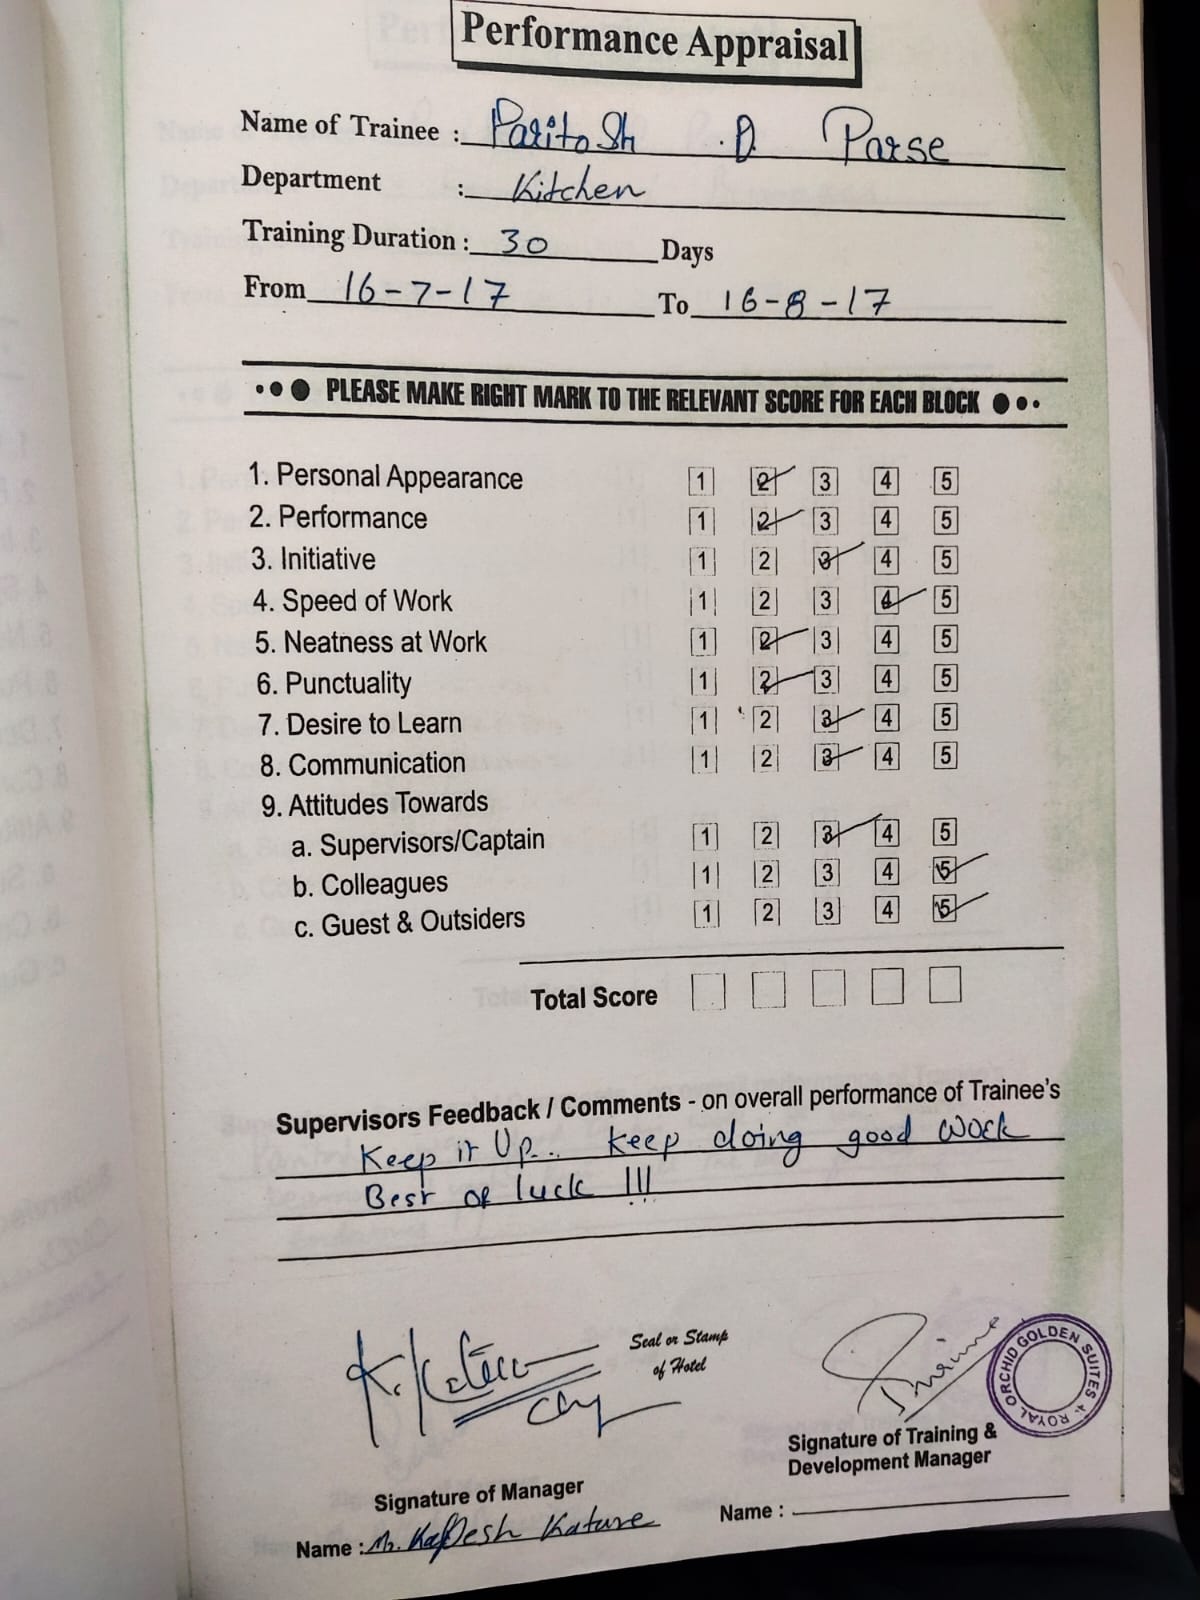 Performance Appraisal
Name of Trainee : Paritosh . D. Parse
Department : Kitchen
Training Duration : 30 Days
From 16-7-17 To 16-8-17
PLEASE MAKE RIGHT MARK TO THE RELEVANT SCORE FOR EACH BLOCK
1. Personal Appearance 1 2 3 4 5
2. Performance 1 2 3 4 5
3. Initiative 1 2 3 4 5
4. Speed of Work 1 2 3 4 5
5. Neatness at Work 1 2 3 4 5
6. Punctuality 1 2 3 4 5
7. Desire to Learn 1 2 3 4 5
8. Communication 1 2 3 4 5
9. Attitudes Towards
a. Supervisors/Captain 1 2 3 4 5
b. Colleagues 1 2 3 4 5
c. Guest & Outsiders 1 2 3 4 5
Total Score
Supervisors Feedback / Comments - on overall performance of Trainee's
Keep it Up... keep doing good work
Best of luck !!!
Seal or Stamp
of Hotel
ROYAL ORCHID GOLDEN SUITES
Signature of Training &
Development Manager
Signature of Manager
Name :
Name : Mr. Kature